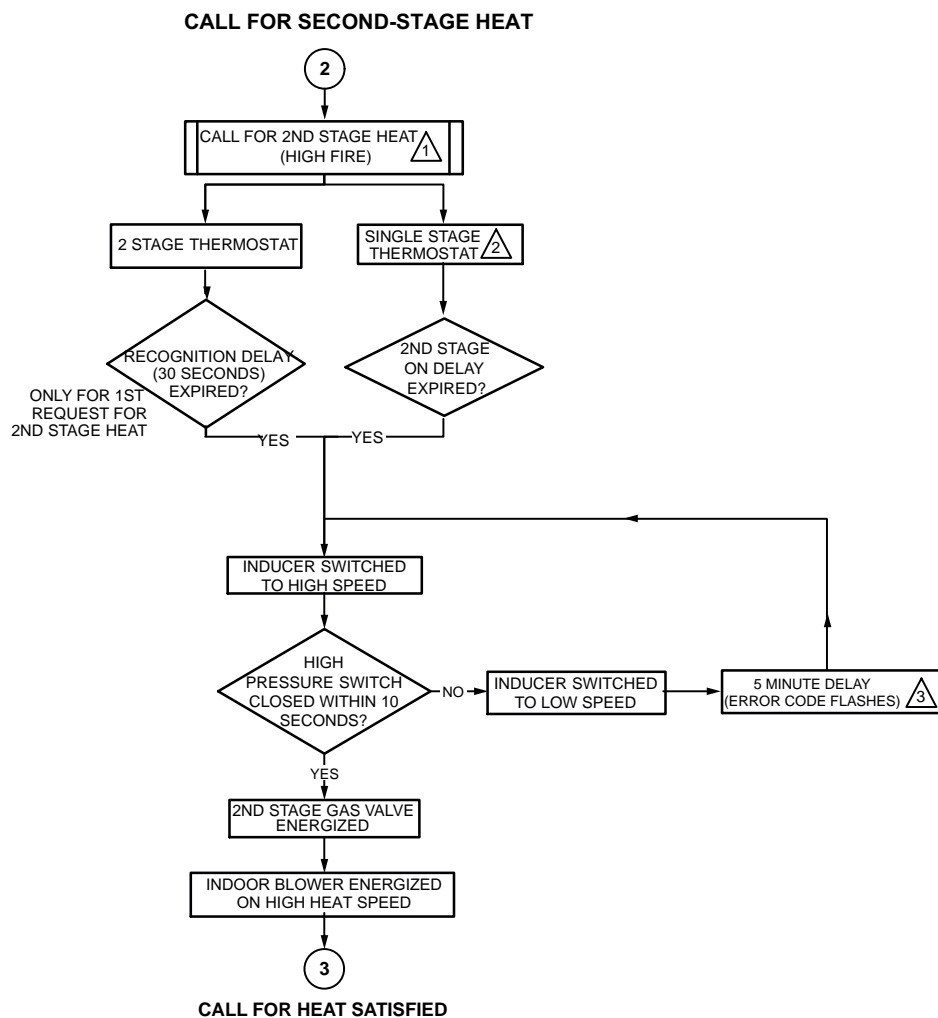 CALL FOR SECOND-STAGE HEAT
2
CALL FOR 2ND STAGE HEAT
(HIGH FIRE)
1
2 STAGE THERMOSTAT
SINGLE STAGE
THERMOSTAT
2
RECOGNITION DELAY
(30 SECONDS)
EXPIRED?
2ND STAGE
ON DELAY
EXPIRED?
ONLY FOR 1ST
REQUEST FOR
2ND STAGE HEAT
YES
YES
INDUCER SWITCHED
TO HIGH SPEED
HIGH
PRESSURE SWITCH
CLOSED WITHIN 10
SECONDS?
NO
INDUCER SWITCHED
TO LOW SPEED
5 MINUTE DELAY
(ERROR CODE FLASHES)
3
YES
2ND STAGE GAS VALVE
ENERGIZED
INDOOR BLOWER ENERGIZED
ON HIGH HEAT SPEED
3
CALL FOR HEAT SATISFIED